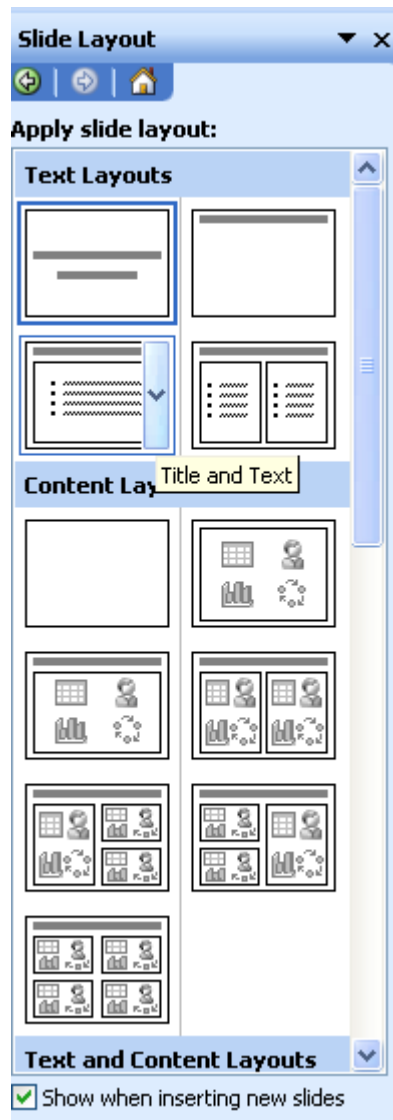 Slide Layout
Apply slide layout:
Text Layouts
Title and Text
Content Lay
Text and Content Layouts
Show when inserting new slides